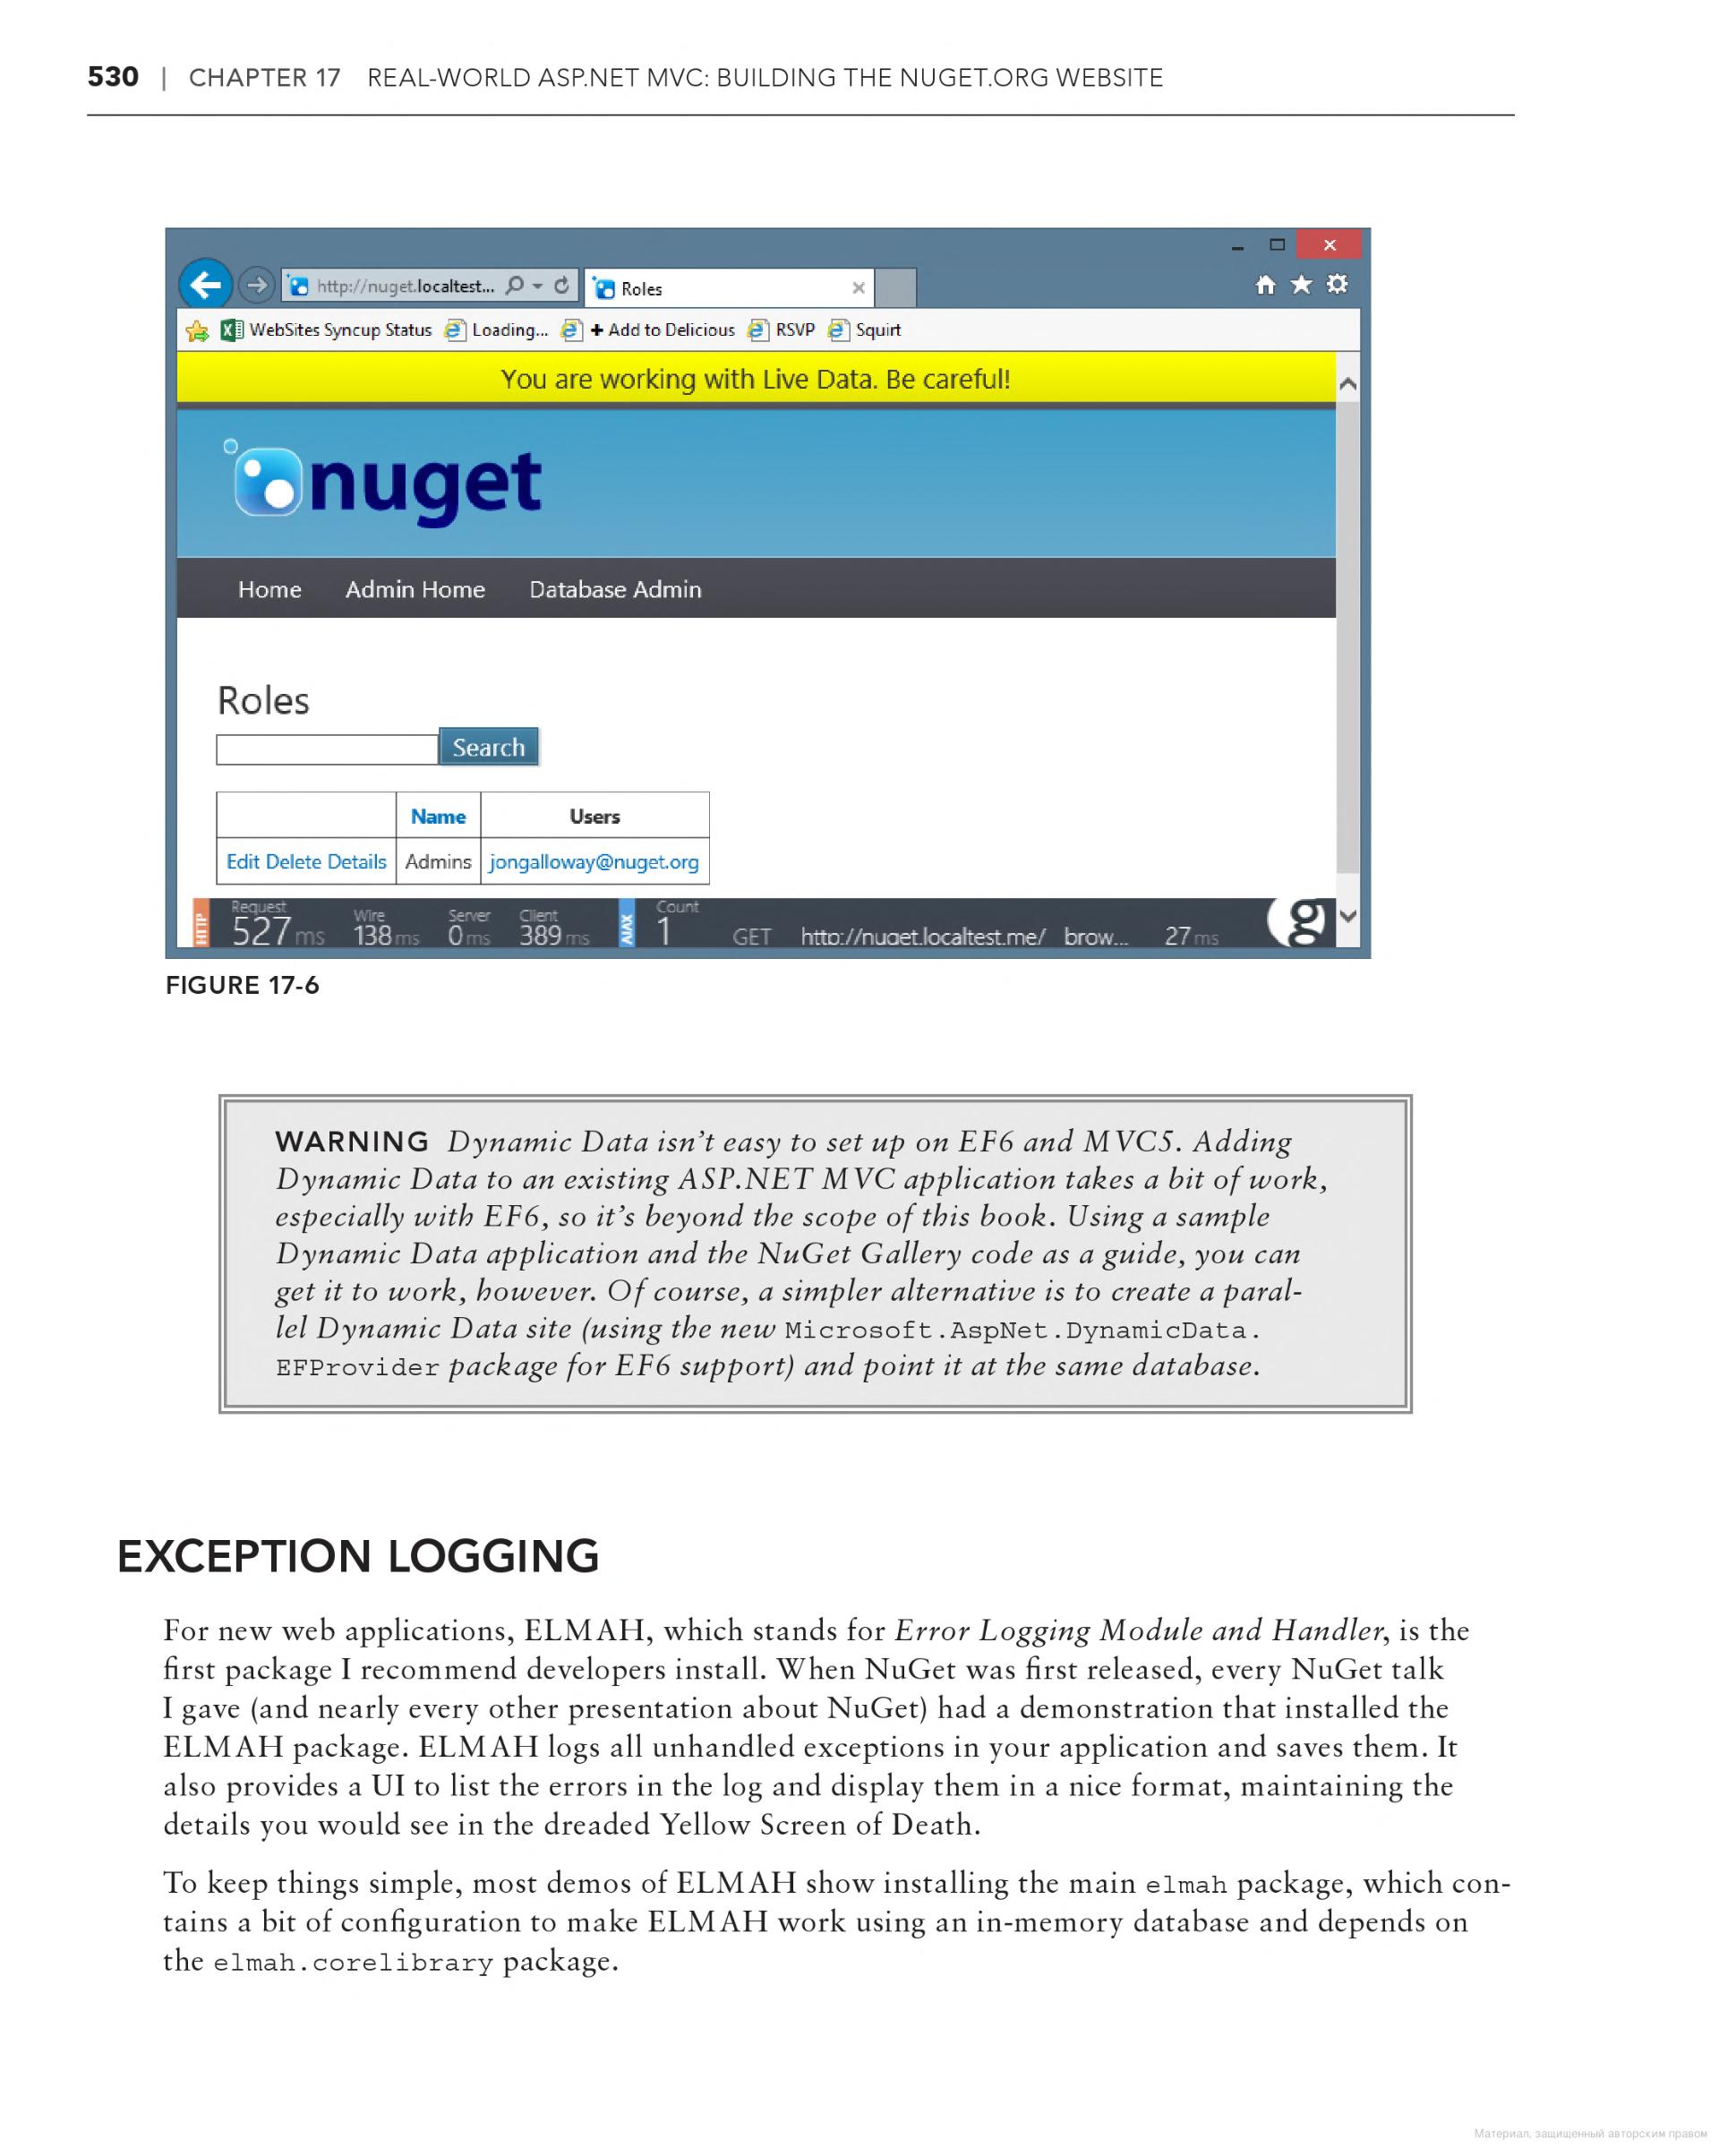 530 | CHAPTER 17 REAL-WORLD ASP.NET MVC: BUILDING THE NUGET.ORG WEBSITE
http://nuget.localtest... Roles
WebSites Syncup Status Loading... + Add to Delicious RSVP Squirt
You are working with Live Data. Be careful!
nuget
Home Admin Home Database Admin
Roles
Search
Name Users
Edit Delete Details Admins jongalloway@nuget.org
HTTP Request 527 ms Wire 138 ms Server 0 ms Client 389 ms AJAX Count 1 GET http://nuget.localtest.me/ brow... 27 ms g
FIGURE 17-6
WARNING Dynamic Data isn’t easy to set up on EF6 and MVC5. Adding
Dynamic Data to an existing ASP.NET MVC application takes a bit of work,
especially with EF6, so it’s beyond the scope of this book. Using a sample
Dynamic Data application and the NuGet Gallery code as a guide, you can
get it to work, however. Of course, a simpler alternative is to create a paral-
lel Dynamic Data site (using the new Microsoft.AspNet.DynamicData.
EFProvider package for EF6 support) and point it at the same database.
EXCEPTION LOGGING
For new web applications, ELMAH, which stands for Error Logging Module and Handler, is the
first package I recommend developers install. When NuGet was first released, every NuGet talk
I gave (and nearly every other presentation about NuGet) had a demonstration that installed the
ELMAH package. ELMAH logs all unhandled exceptions in your application and saves them. It
also provides a UI to list the errors in the log and display them in a nice format, maintaining the
details you would see in the dreaded Yellow Screen of Death.
To keep things simple, most demos of ELMAH show installing the main elmah package, which con-
tains a bit of configuration to make ELMAH work using an in-memory database and depends on
the elmah.corelibrary package.
Материал, защищенный авторским правом